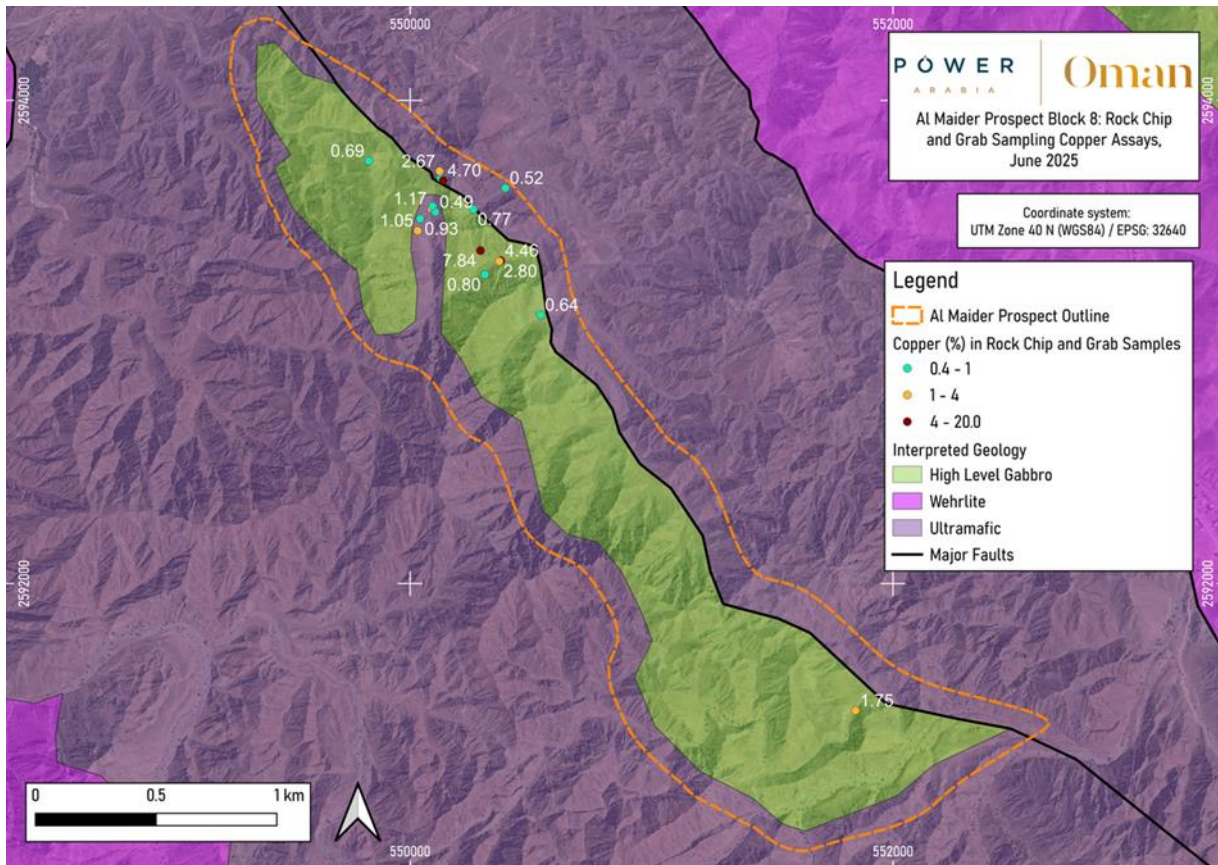 550000
552000
2594000
2594000
POWER
ARABIA
Oman
Al Maider Prospect Block 8: Rock Chip
and Grab Sampling Copper Assays,
June 2025
Coordinate system:
UTM Zone 40 N (WGS84) / EPSG: 32640
Legend
Al Maider Prospect Outline
Copper (%) in Rock Chip and Grab Samples
0.4 - 1
1 - 4
4 - 20.0
Interpreted Geology
High Level Gabbro
Wehrlite
Ultramafic
Major Faults
0.69
2.67
4.70
0.52
1.17
0.49
1.05
0.93
0.77
7.84
4.46
2.80
0.80
0.64
1.75
2592000
2592000
0
0.5
1 km
550000
552000